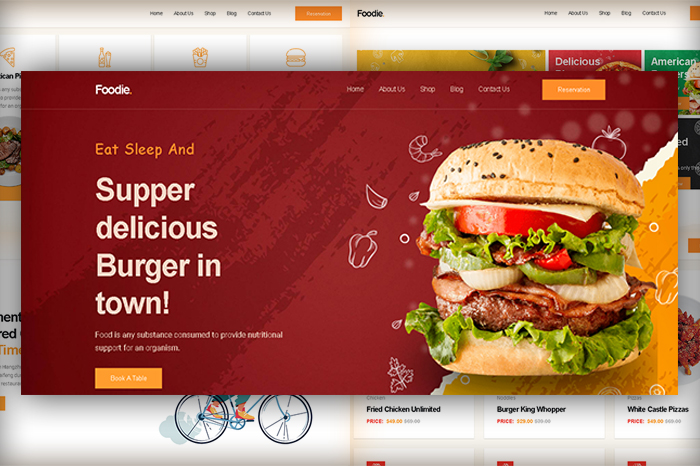 Home About Us Shop Blog Contact Us Reservation
Foodie.
Home About Us Shop Blog Contact Us
Delicious
American
Foodie.
Home About Us Shop Blog Contact Us
Reservation
Eat Sleep And
Supper
delicious
Burger in
town!
Food is any substance consumed to provide nutritional
support for an organism.
Book A Table
Chicken
Noodles
Pizzas
Fried Chicken Unlimited
Burger King Whopper
White Castle Pizzas
PRICE: $49.00 $69.00
PRICE: $29.00 $39.00
PRICE: $49.00 $69.00